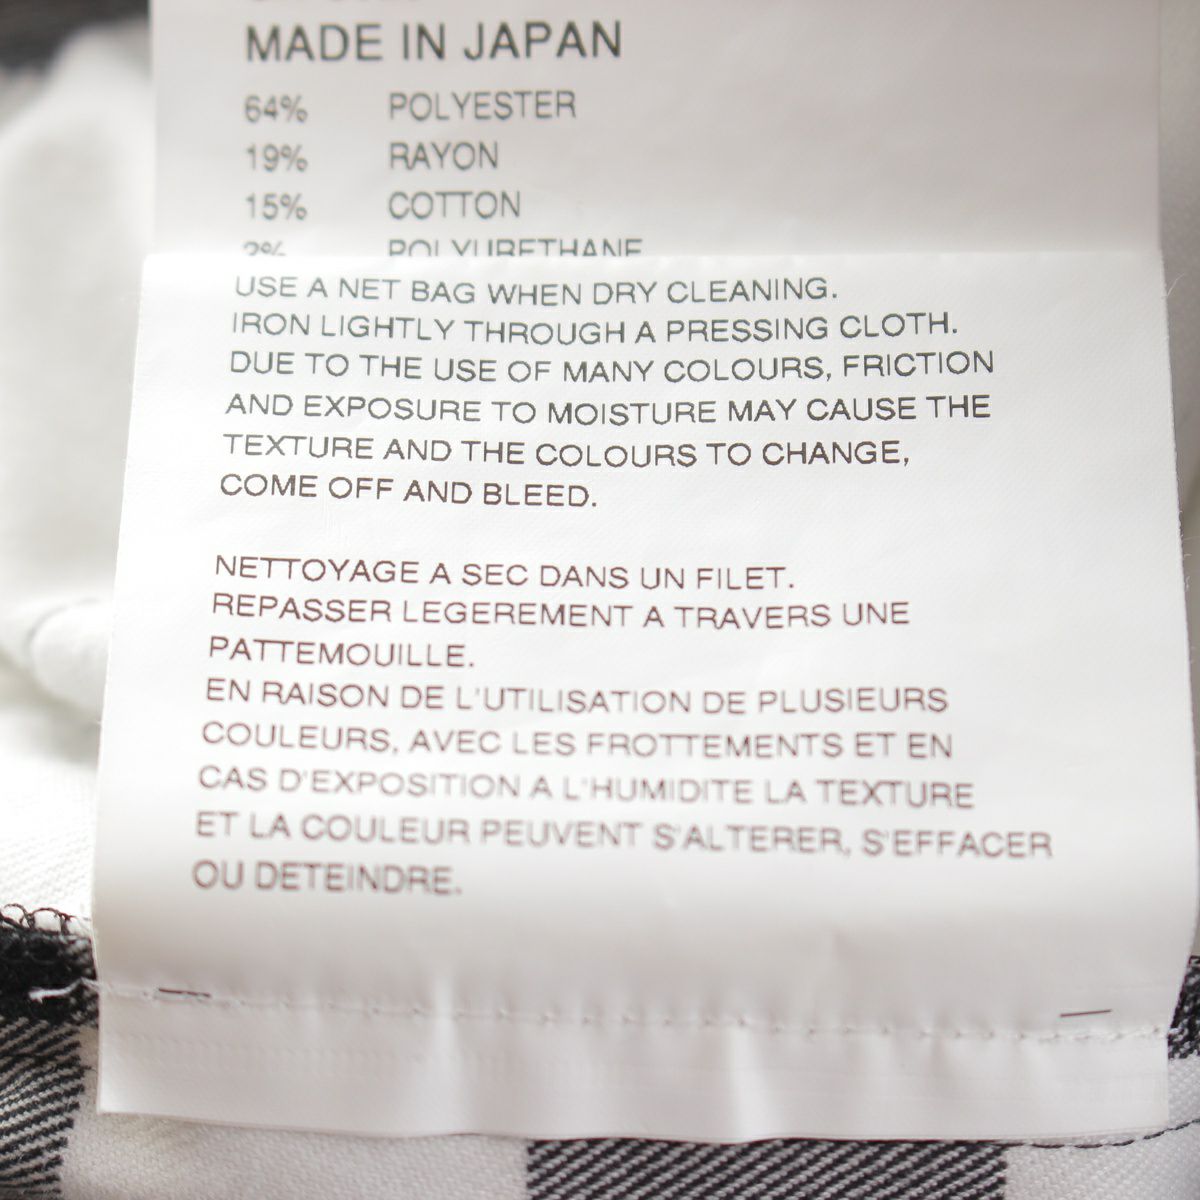 MADE IN JAPAN
64% POLYESTER
19% RAYON
15% COTTON
2% POLYURETHANE
USE A NET BAG WHEN DRY CLEANING.
IRON LIGHTLY THROUGH A PRESSING CLOTH.
DUE TO THE USE OF MANY COLOURS, FRICTION
AND EXPOSURE TO MOISTURE MAY CAUSE THE
TEXTURE AND THE COLOURS TO CHANGE,
COME OFF AND BLEED.
NETTOYAGE A SEC DANS UN FILET.
REPASSER LEGEREMENT A TRAVERS UNE
PATTEMOUILLE.
EN RAISON DE L'UTILISATION DE PLUSIEURS
COULEURS, AVEC LES FROTTEMENTS ET EN
CAS D'EXPOSITION A L'HUMIDITE LA TEXTURE
ET LA COULEUR PEUVENT S'ALTERER, S'EFFACER
OU DETEINDRE.